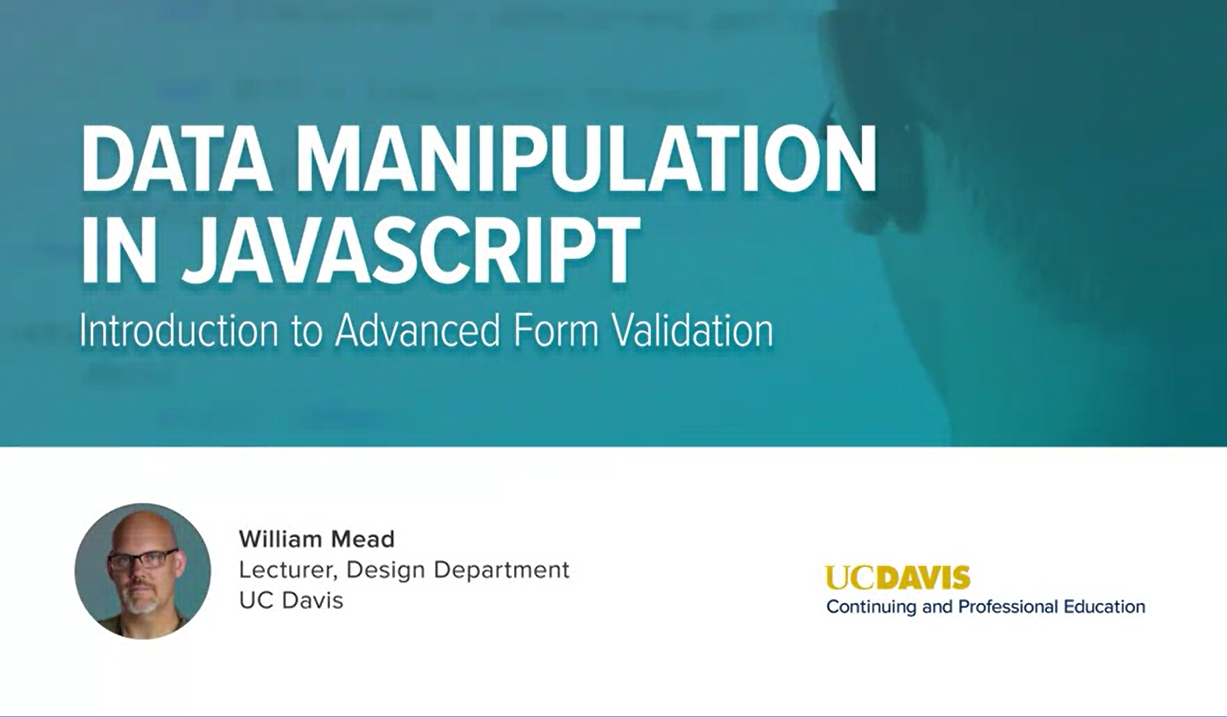 DATA MANIPULATION
IN JAVASCRIPT
Introduction to Advanced Form Validation
William Mead
Lecturer, Design Department
UC Davis
UCDAVIS
Continuing and Professional Education